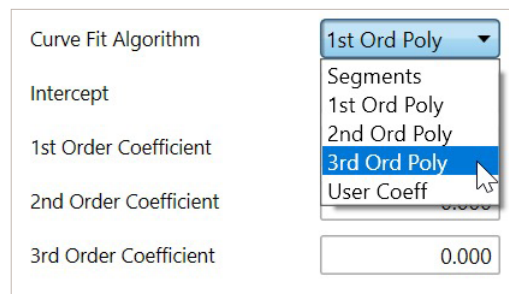 Curve Fit Algorithm
1st Ord Poly
Segments
Intercept
1st Ord Poly
2nd Ord Poly
1st Order Coefficient
3rd Ord Poly
User Coeff
2nd Order Coefficient
3rd Order Coefficient
0.000